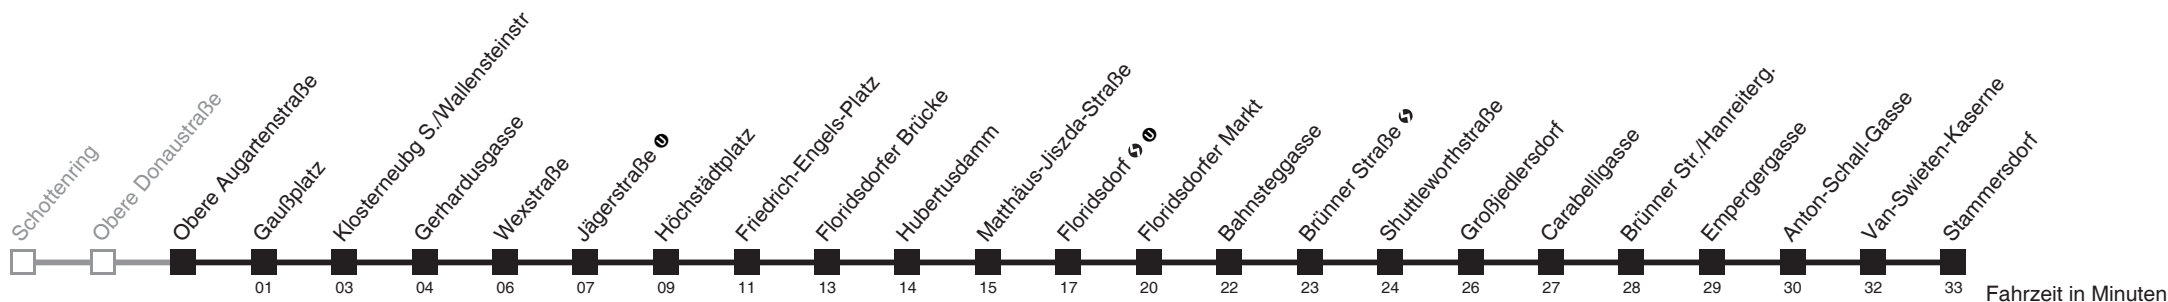 Schottenring
Obere Donaustraße
Obere Augartenstraße
Gaußplatz
Klosterneubg S./Wallensteinstr
Gerhardusgasse
Wexstraße
Jägerstraße U
Höchstädtplatz
Friedrich-Engels-Platz
Floridsdorfer Brücke
Hubertusdamm
Matthäus-Jiszda-Straße
Floridsdorf S U
Floridsdorfer Markt
Bahnsteggasse
Brünner Straße S
Shuttleworthstraße
Großjedlersdorf
Carabelligasse
Brünner Str./Hanreiterg.
Empergergasse
Anton-Schall-Gasse
Van-Swieten-Kaserne
Stammersdorf
01 03 04 06 07 09 11 13 14 15 17 20 22 23 24 26 27 28 29 30 32 33 Fahrzeit in Minuten